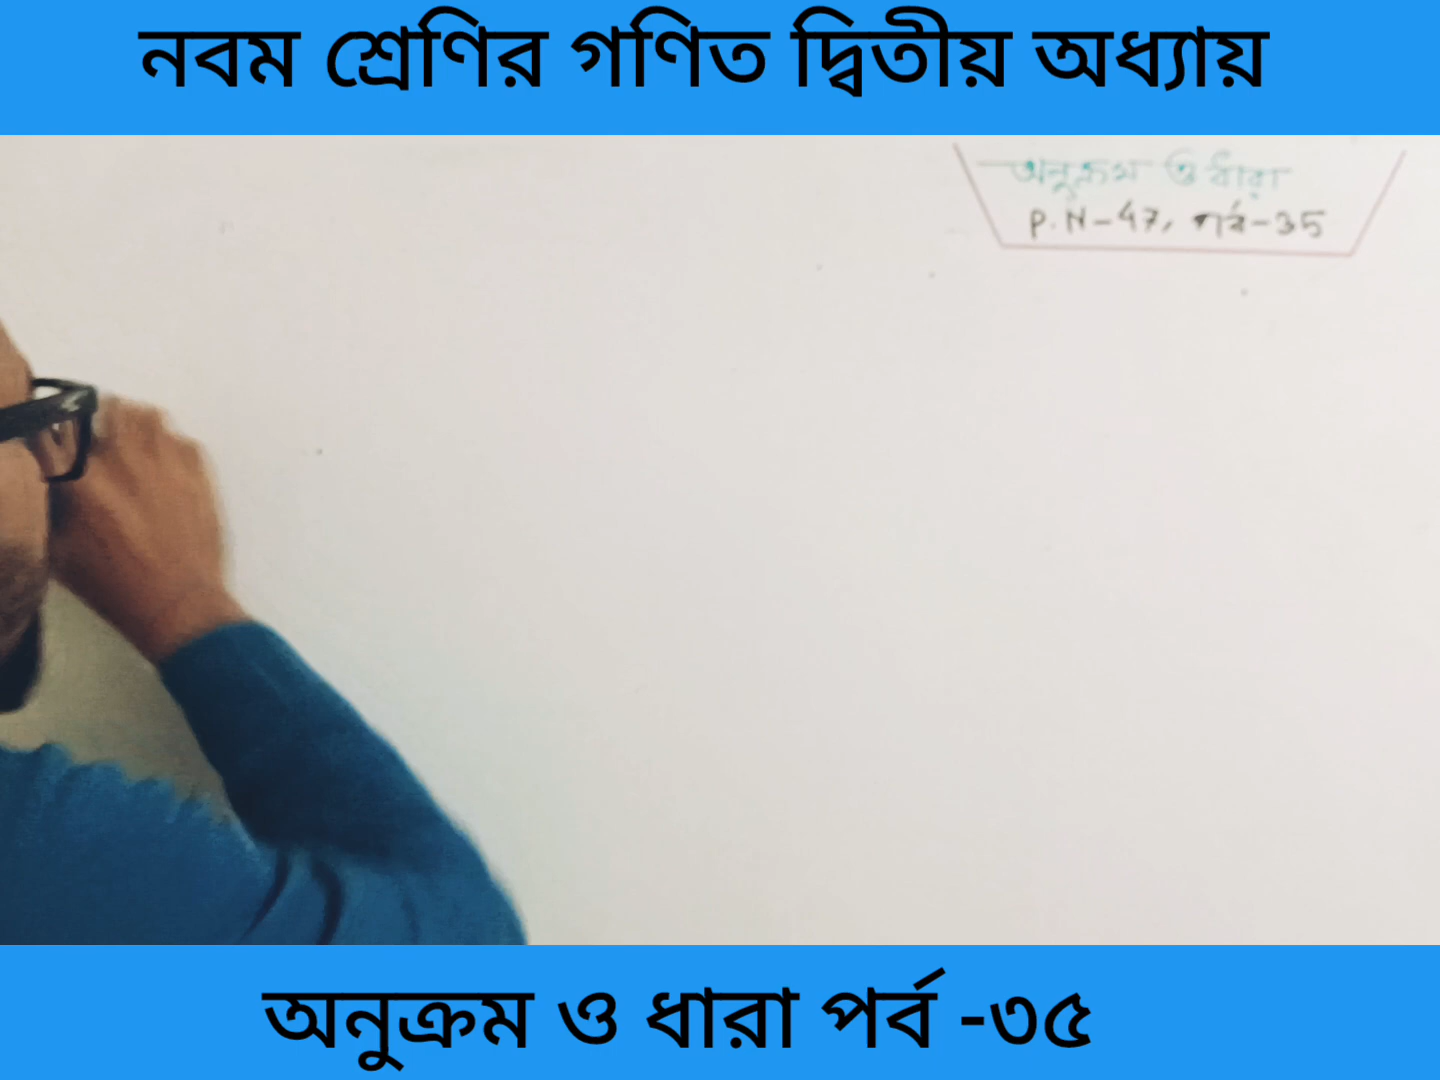 নবম শ্রেণির গণিত দ্বিতীয় অধ্যায়
অনুক্রম ও ধারা
P.N-47, পর্ব-35
অনুক্রম ও ধারা পর্ব -৩৫